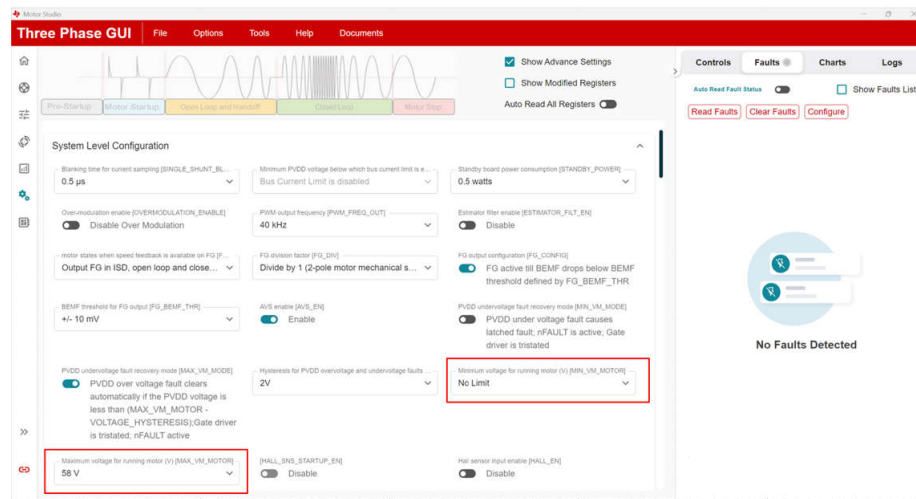 Motor Studio
Three Phase GUI
File
Options
Tools
Help
Documents
Pre-Startup
Motor Startup
Open Loop and Handoff
Closed Loop
Motor Stop
Show Advance Settings
Show Modified Registers
Auto Read All Registers
System Level Configuration
Blanking time for current sampling [SINGLE_SHUNT_BL...
0.5 µs
Minimum PVDD voltage below which bus current limit is e...
Bus Current Limit is disabled
Standby board power consumption [STANDBY_POWER]
0.5 watts
Over-modulation enable [OVERMODULATION_ENABLE]
Disable Over Modulation
PWM output frequency [PWM_FREQ_OUT]
40 kHz
Estimator filter enable [ESTIMATOR_FILT_EN]
Disable
motor states when speed feedback is available on FG [F...
Output FG in ISD, open loop and close...
FG division factor [FG_DIV]
Divide by 1 (2-pole motor mechanical s...
FG output configuration [FG_CONFIG]
FG active till BEMF drops below BEMF
threshold defined by FG_BEMF_THR
BEMF threshold for FG output [FG_BEMF_THR]
+/- 10 mV
AVS enable [AVS_EN]
Enable
PVDD undervoltage fault recovery mode [MIN_VM_MODE]
PVDD under voltage fault causes
latched fault; nFAULT is active; Gate
driver is tristated
PVDD undervoltage fault recovery mode [MAX_VM_MODE]
PVDD over voltage fault clears
automatically if the PVDD voltage is
less than (MAX_VM_MOTOR -
VOLTAGE_HYSTERESIS);Gate driver
is tristated; nFAULT active
Hysteresis for PVDD overvoltage and undervoltage faults ...
2V
Minimum voltage for running motor (V) [MIN_VM_MOTOR]
No Limit
Maximum voltage for running motor (V) [MAX_VM_MOTOR]
58 V
[HALL_SNS_STARTUP_EN]
Disable
Hall sensor input enable [HALL_EN]
Disable
Controls
Faults
Charts
Logs
Auto Read Fault Status
Show Faults List
Read Faults
Clear Faults
Configure
No Faults Detected